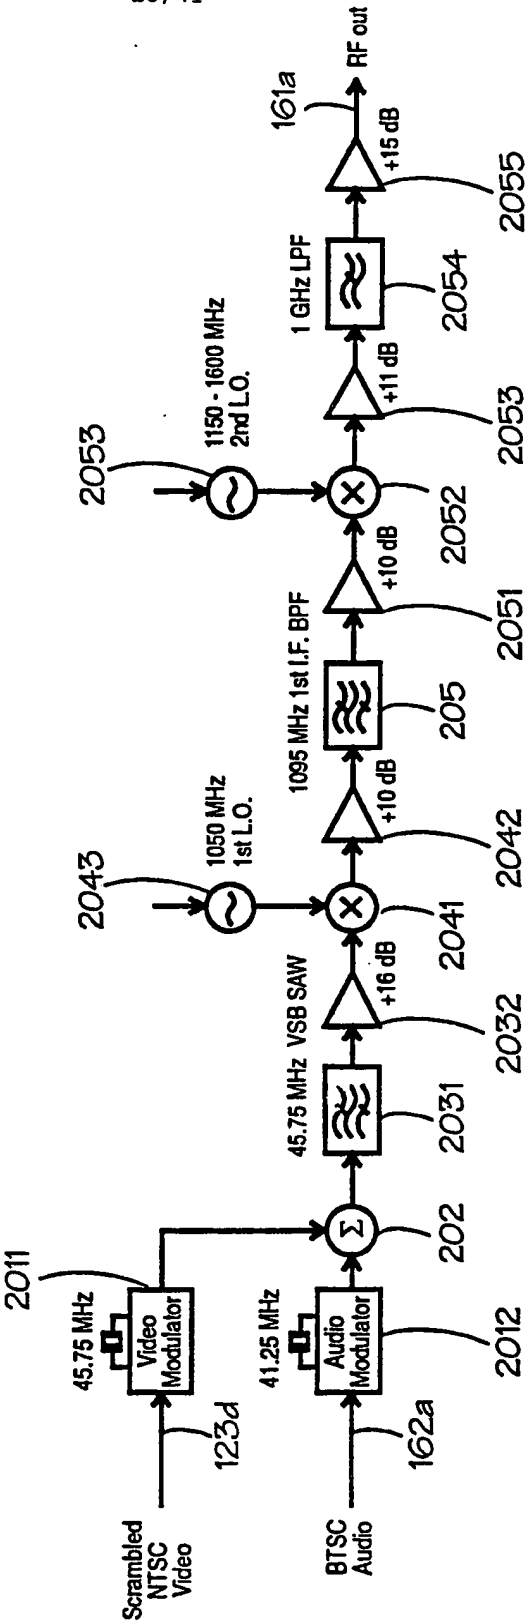 Scrambled
NTSC
Video
123d
45.75 MHz
Video
Modulator
2011
BTSC
Audio
162a
41.25 MHz
Audio
Modulator
2012
Σ
202
45.75 MHz VSB SAW
2031
+16 dB
2032
2043
1050 MHz
1st L.O.
2041
+10 dB
2042
1095 MHz 1st I.F. BPF
205
+10 dB
2051
2053
1150 - 1600 MHz
2nd L.O.
2052
+11 dB
2053
1 GHz LPF
2054
+15 dB
2055
161a
RF out